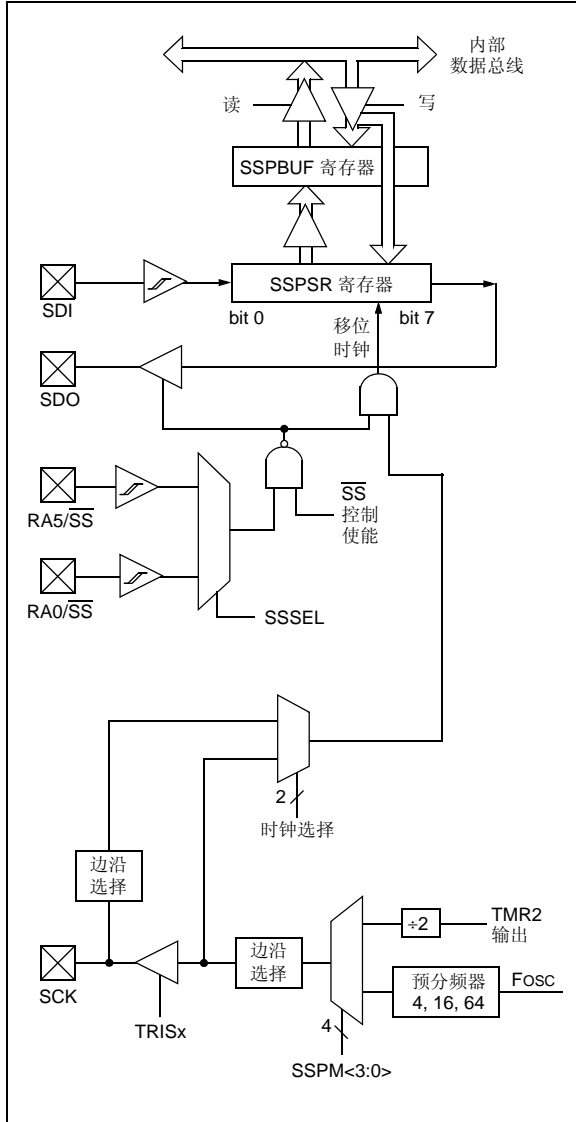 内部
数据总线
读
写
SSPBUF 寄存器
SSPSR 寄存器
SDI
bit 0
bit 7
移位
时钟
SDO
RA5/S̅S̅
S̅S̅
控制
使能
RA0/S̅S̅
SSSEL
2
时钟选择
边沿
选择
÷2
TMR2
输出
边沿
选择
SCK
预分频器
4, 16, 64
FOSC
TRISx
4
SSPM<3:0>